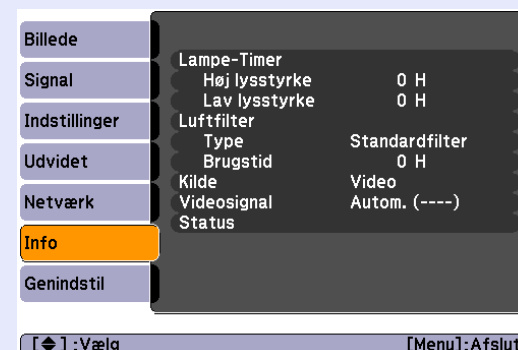 Billede
Signal
Indstillinger
Udvidet
Netværk
Info
Genindstil
Lampe-Timer
Høj lysstyrke 0 H
Lav lysstyrke 0 H
Luftfilter
Type Standardfilter
Brugstid 0 H
Kilde Video
Videosignal Autom. (----)
Status
[◆] :Vælg [Menu]:Afslut